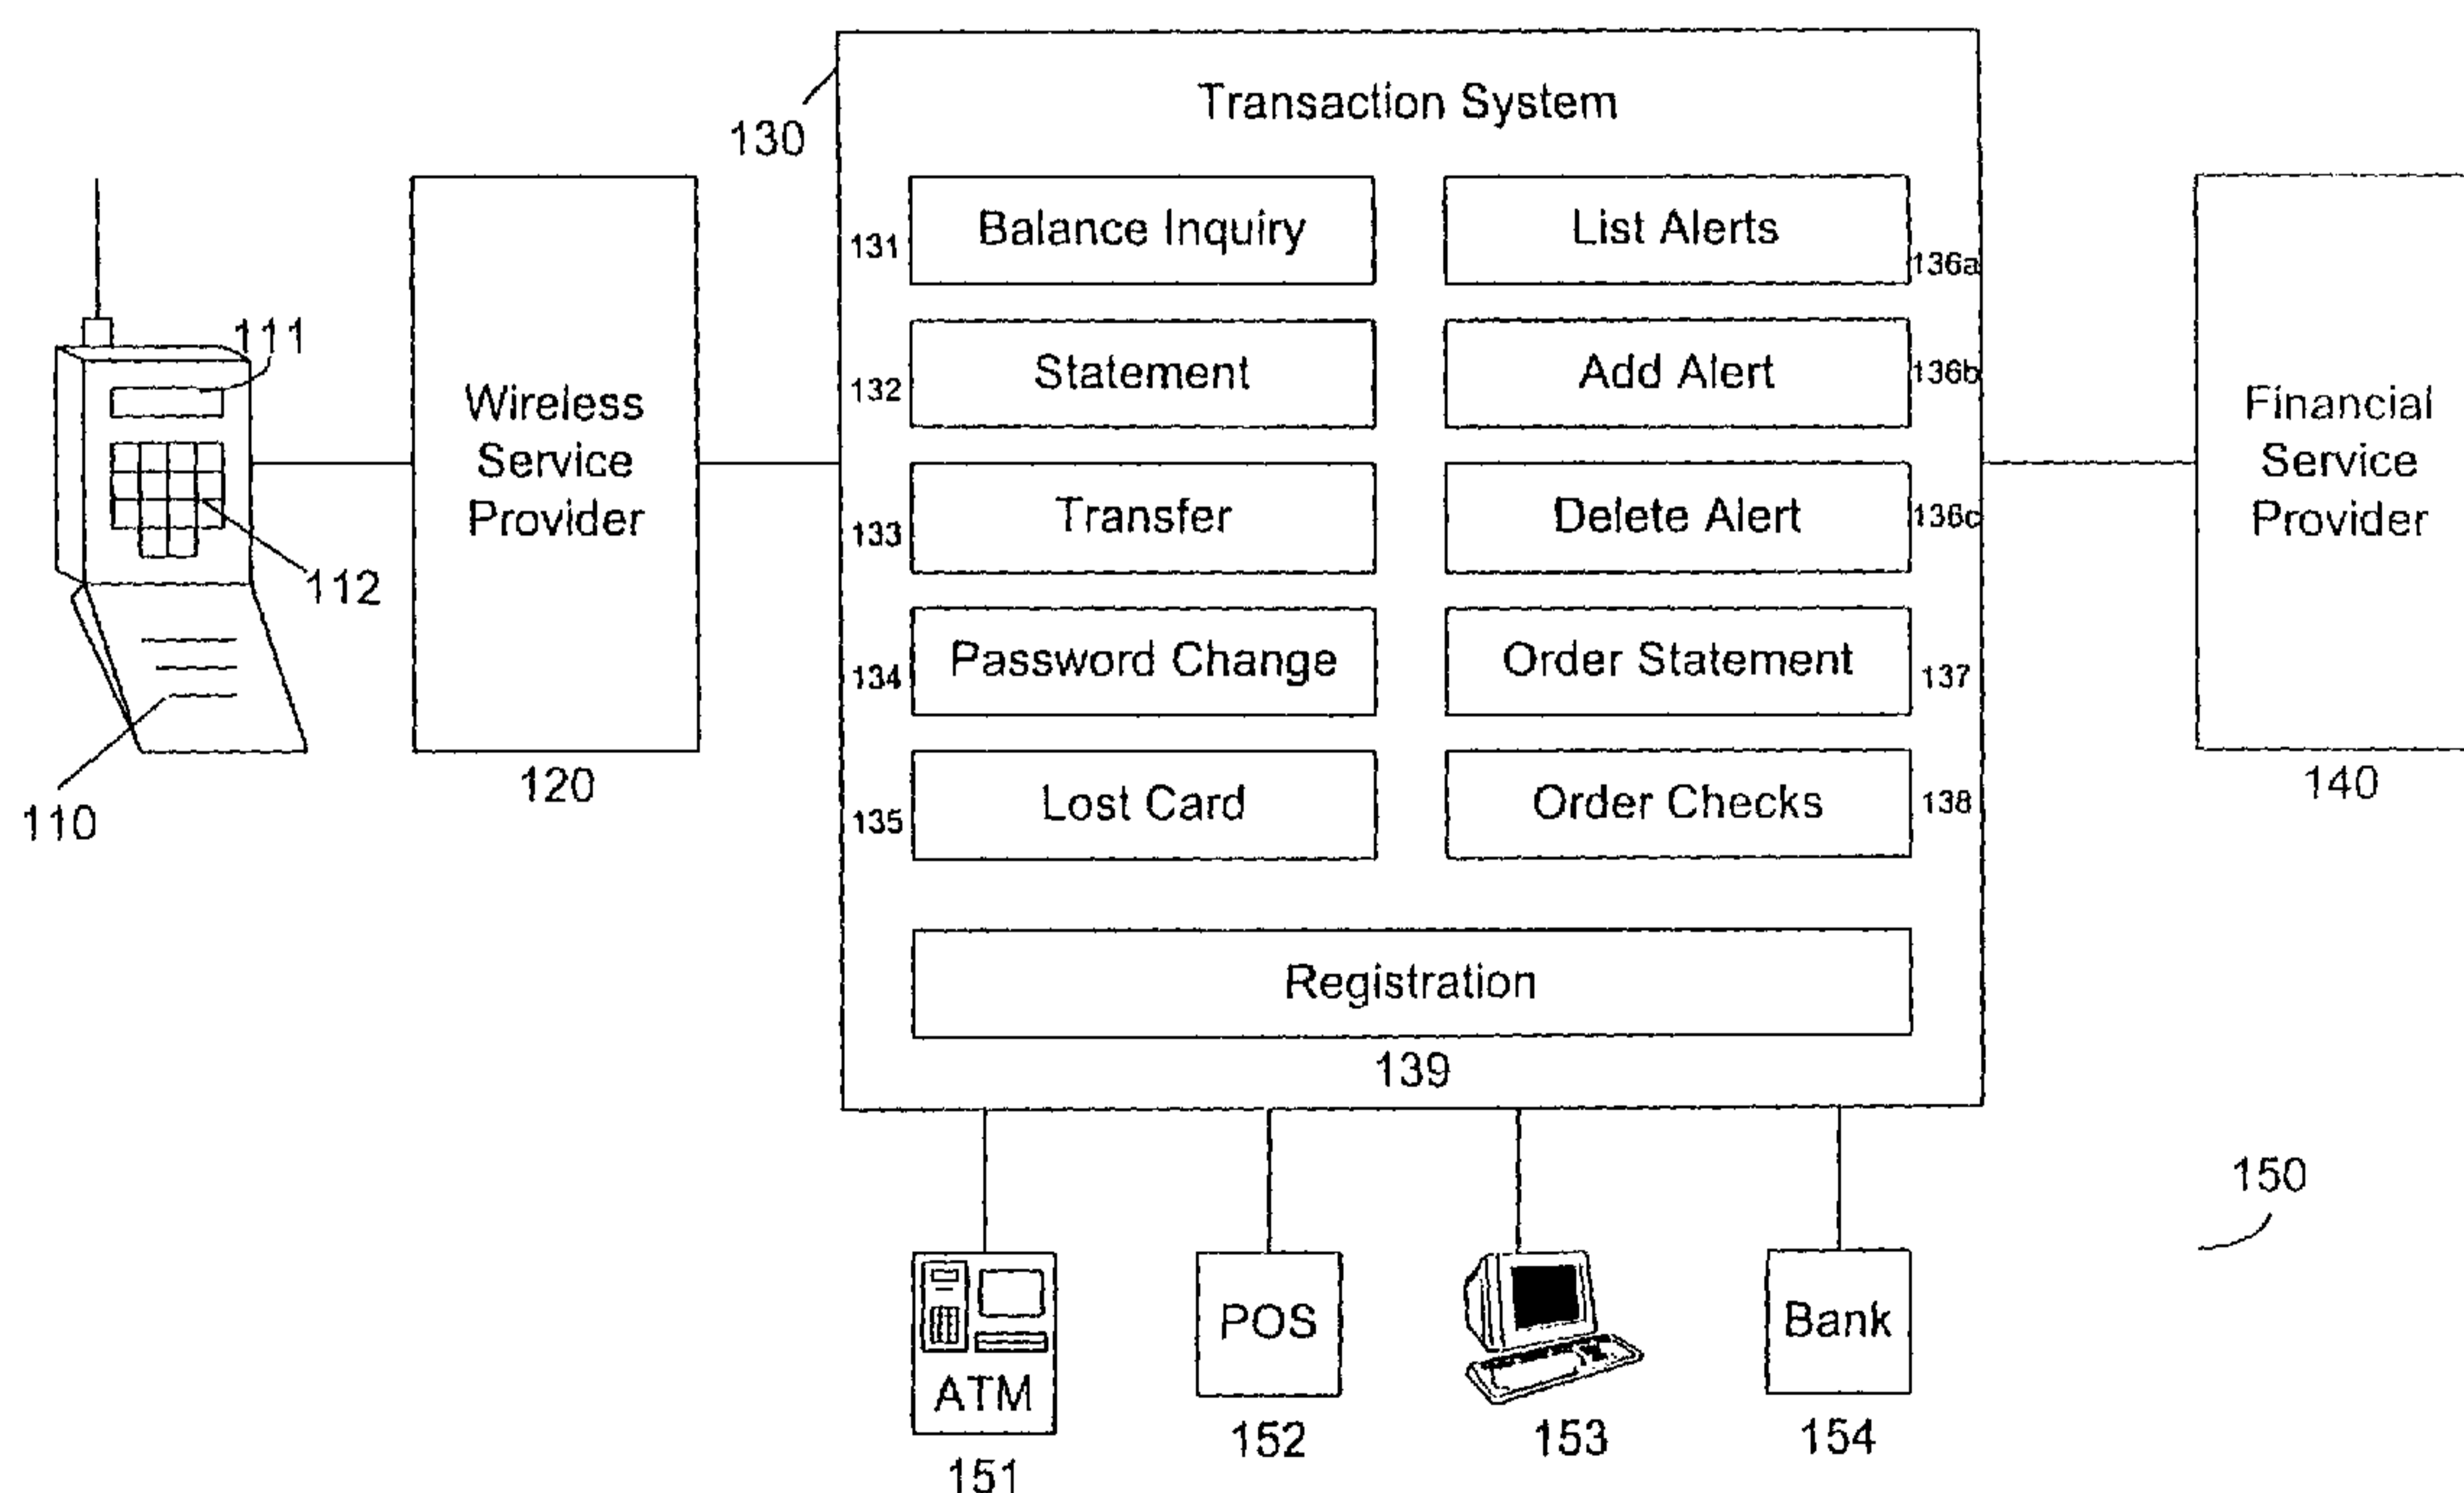 Transaction System
130
131
Balance Inquiry
List Alerts
136a
132
Statement
Add Alert
136b
133
Transfer
Delete Alert
136c
134
Password Change
Order Statement
137
135
Lost Card
Order Checks
138
Registration
139
111
112
110
Wireless
Service
Provider
120
Financial
Service
Provider
140
150
ATM
151
POS
152
153
Bank
154